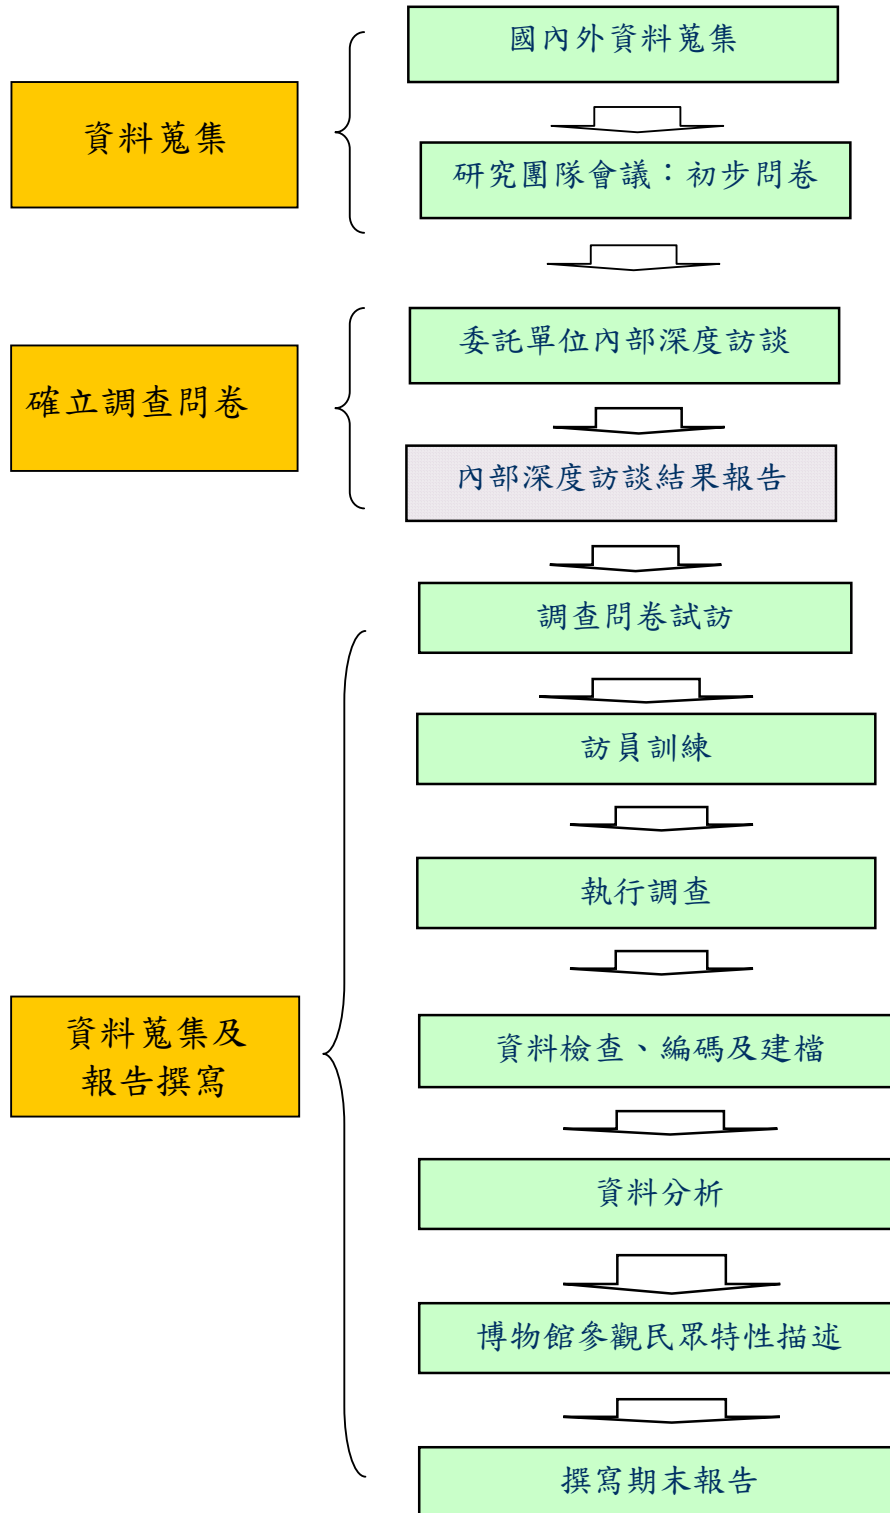 國內外資料蒐集
資料蒐集
研究團隊會議：初步問卷
委託單位內部深度訪談
確立調查問卷
內部深度訪談結果報告
調查問卷試訪
訪員訓練
執行調查
資料蒐集及
報告撰寫
資料檢查、編碼及建檔
資料分析
博物館參觀民眾特性描述
撰寫期末報告